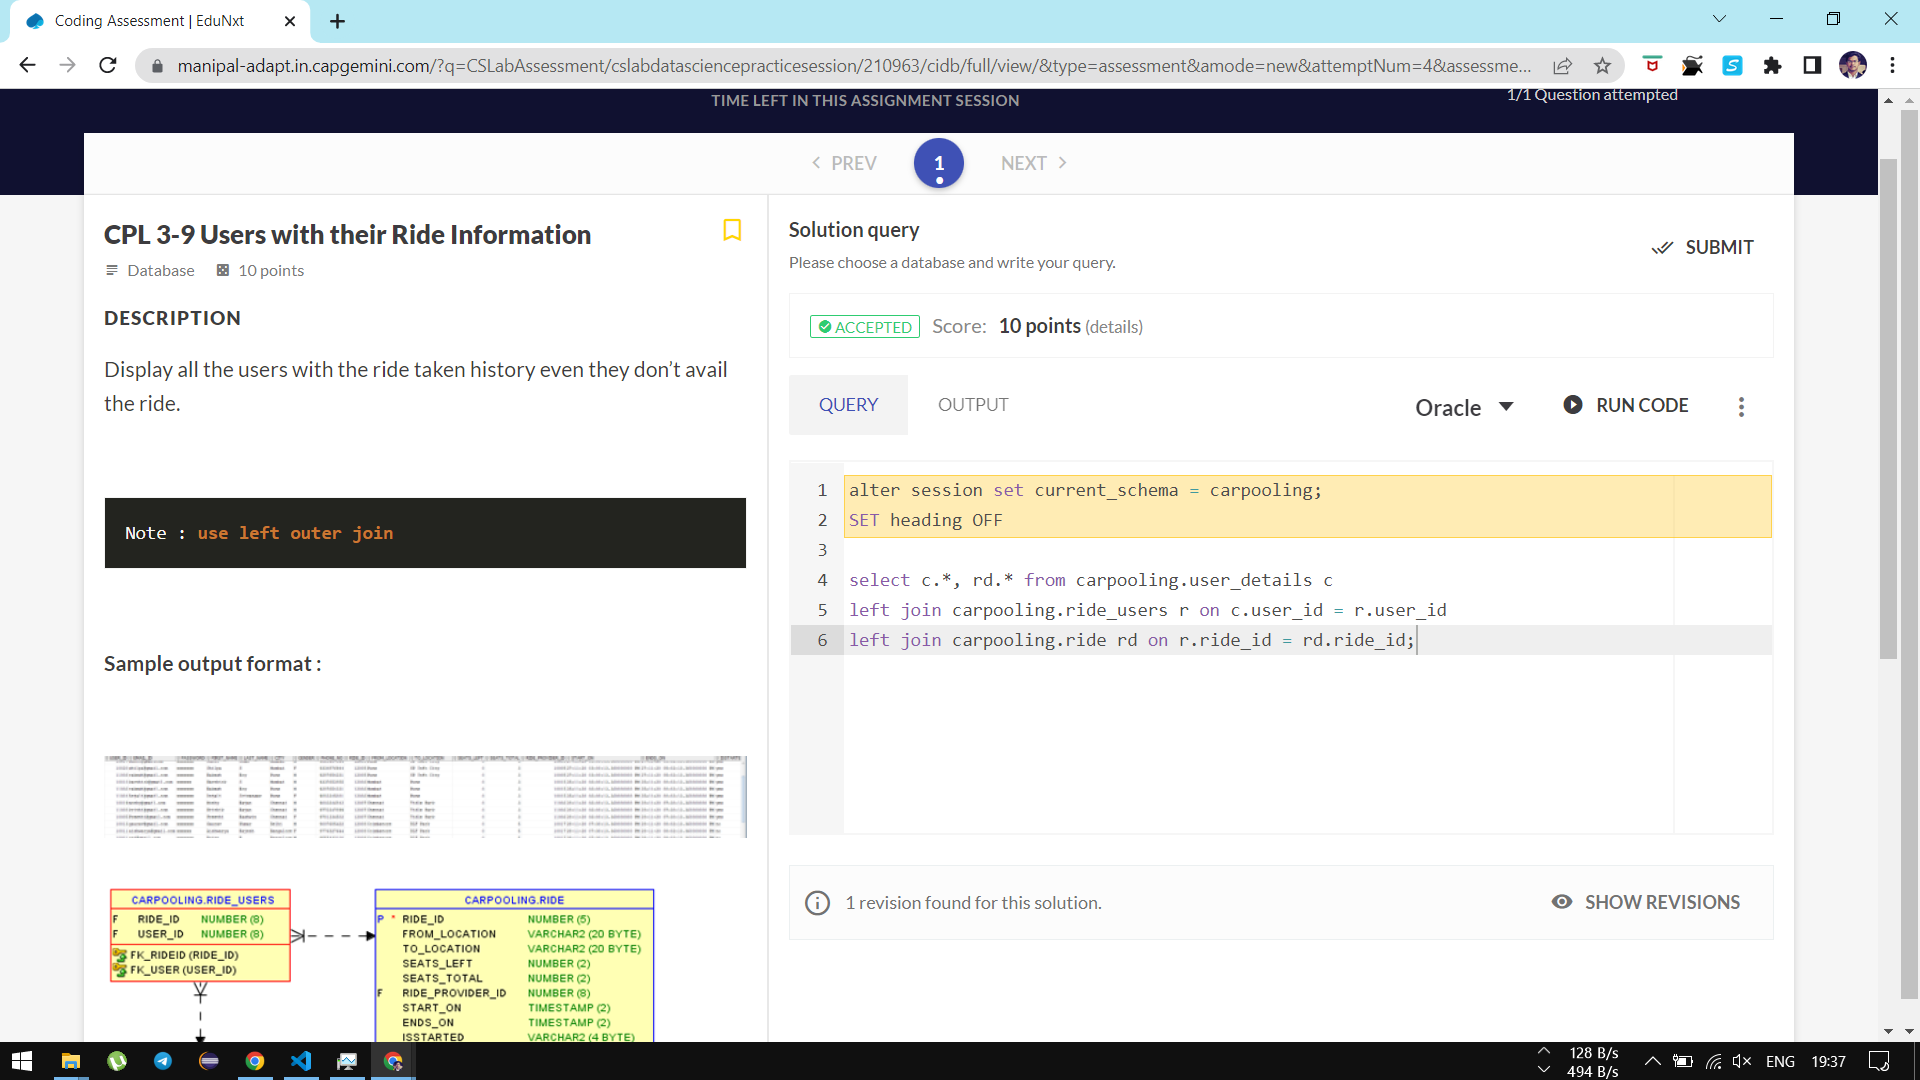 Coding Assessment | EduNxt
manipal-adapt.in.capgemini.com/?q=CSLabAssessment/cslabdatasciencepracticesession/210963/cidb/full/view/&type=assessment&amode=new&attemptNum=4&assessme...
TIME LEFT IN THIS ASSIGNMENT SESSION
1/1 Question attempted
PREV
1
NEXT
CPL 3-9 Users with their Ride Information
Database
10 points
DESCRIPTION
Display all the users with the ride taken history even they don’t avail
the ride.
Note : use left outer join
Sample output format :
CARPOOLING.RIDE_USERS
F RIDE_ID NUMBER (8)
F USER_ID NUMBER (8)
FK_RIDEID (RIDE_ID)
FK_USER (USER_ID)
CARPOOLING.RIDE
P * RIDE_ID NUMBER (5)
FROM_LOCATION VARCHAR2 (20 BYTE)
TO_LOCATION VARCHAR2 (20 BYTE)
SEATS_LEFT NUMBER (2)
SEATS_TOTAL NUMBER (2)
F RIDE_PROVIDER_ID NUMBER (8)
START_ON TIMESTAMP (2)
ENDS_ON TIMESTAMP (2)
ISSTARTED VARCHAR2 (4 BYTE)
Solution query
Please choose a database and write your query.
SUBMIT
ACCEPTED Score: 10 points (details)
QUERY
OUTPUT
Oracle
RUN CODE
1 alter session set current_schema = carpooling;
2 SET heading OFF
3
4 select c.*, rd.* from carpooling.user_details c
5 left join carpooling.ride_users r on c.user_id = r.user_id
6 left join carpooling.ride rd on r.ride_id = rd.ride_id;
1 revision found for this solution.
SHOW REVISIONS
128 B/s
494 B/s
ENG
19:37